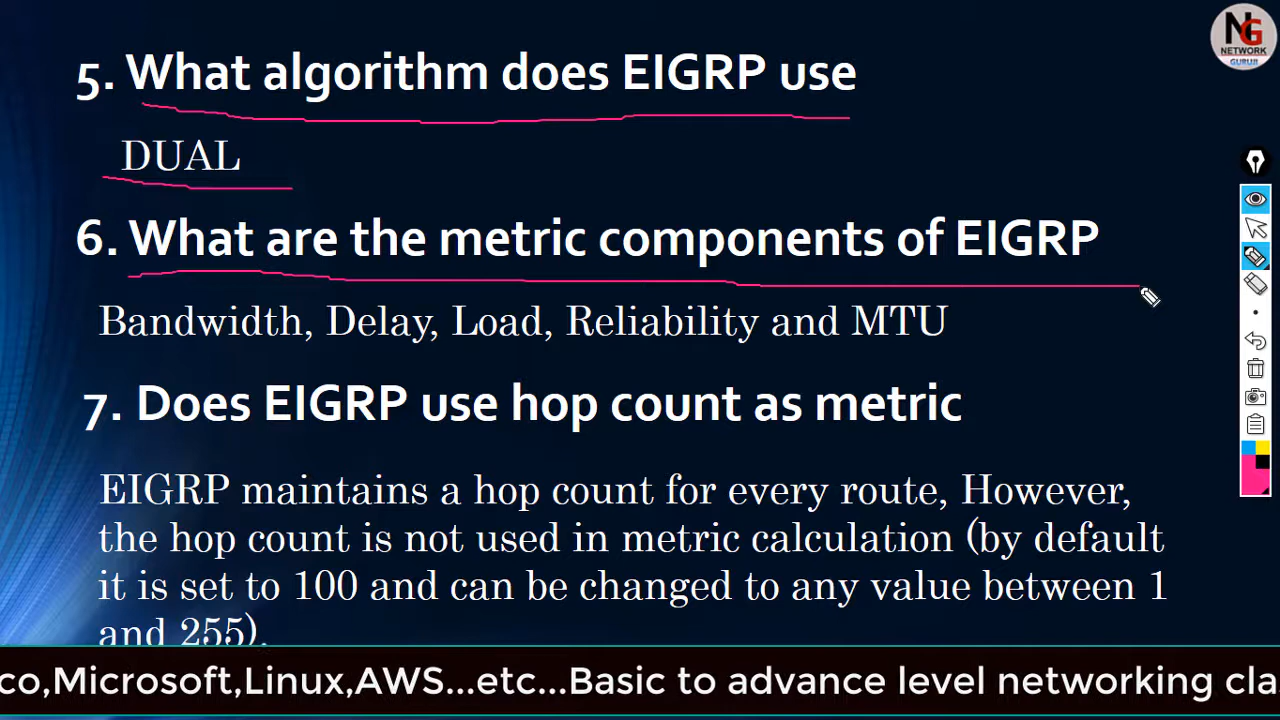 NG
NETWORK
GURUJI
5. What algorithm does EIGRP use
DUAL
6. What are the metric components of EIGRP
Bandwidth, Delay, Load, Reliability and MTU
7. Does EIGRP use hop count as metric
EIGRP maintains a hop count for every route, However,
the hop count is not used in metric calculation (by default
it is set to 100 and can be changed to any value between 1
and 255).
co,Microsoft,Linux,AWS...etc...Basic to advance level networking cla